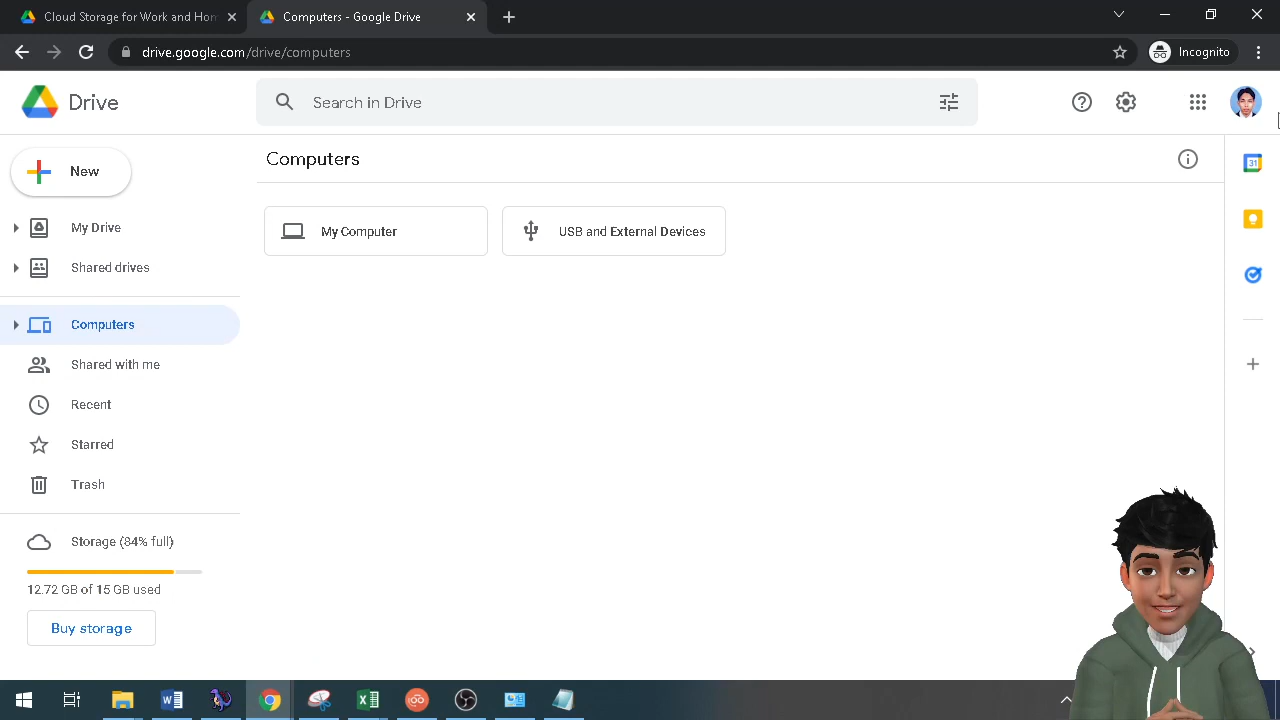 Cloud Storage for Work and Hom
Computers - Google Drive
drive.google.com/drive/computers
Incognito
Drive
Search in Drive
New
Computers
31
My Computer
USB and External Devices
My Drive
Shared drives
Computers
Shared with me
Recent
Starred
Trash
Storage (84% full)
12.72 GB of 15 GB used
Buy storage